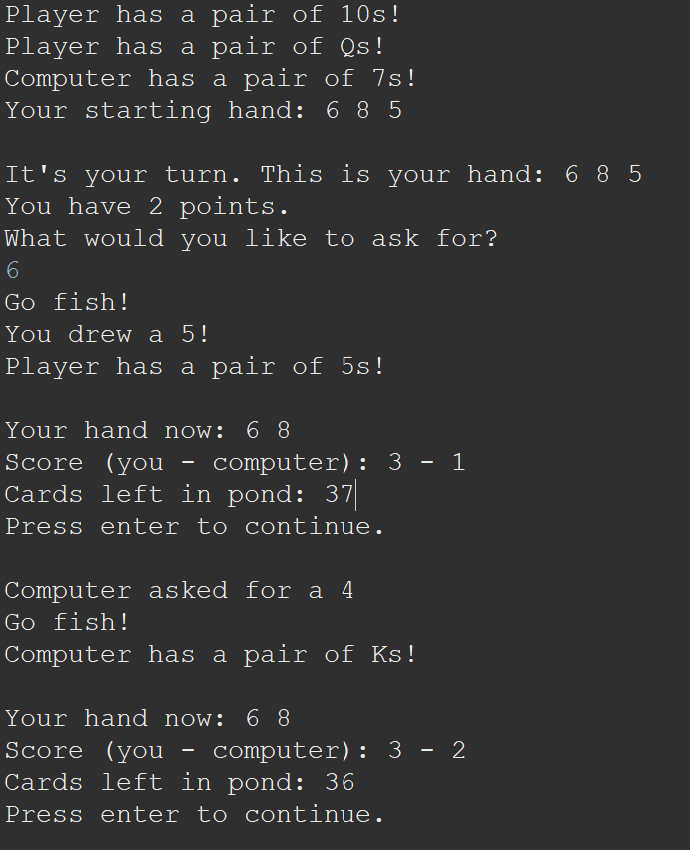 Player has a pair of 10s!
Player has a pair of Qs!
Computer has a pair of 7s!
Your starting hand: 6 8 5
It's your turn. This is your hand: 6 8 5
You have 2 points.
What would you like to ask for?
6
Go fish!
You drew a 5!
Player has a pair of 5s!
Your hand now: 6 8
Score (you - computer): 3 - 1
Cards left in pond: 37
Press enter to continue.
Computer asked for a 4
Go fish!
Computer has a pair of Ks!
Your hand now: 6 8
Score (you - computer): 3 - 2
Cards left in pond: 36
Press enter to continue.